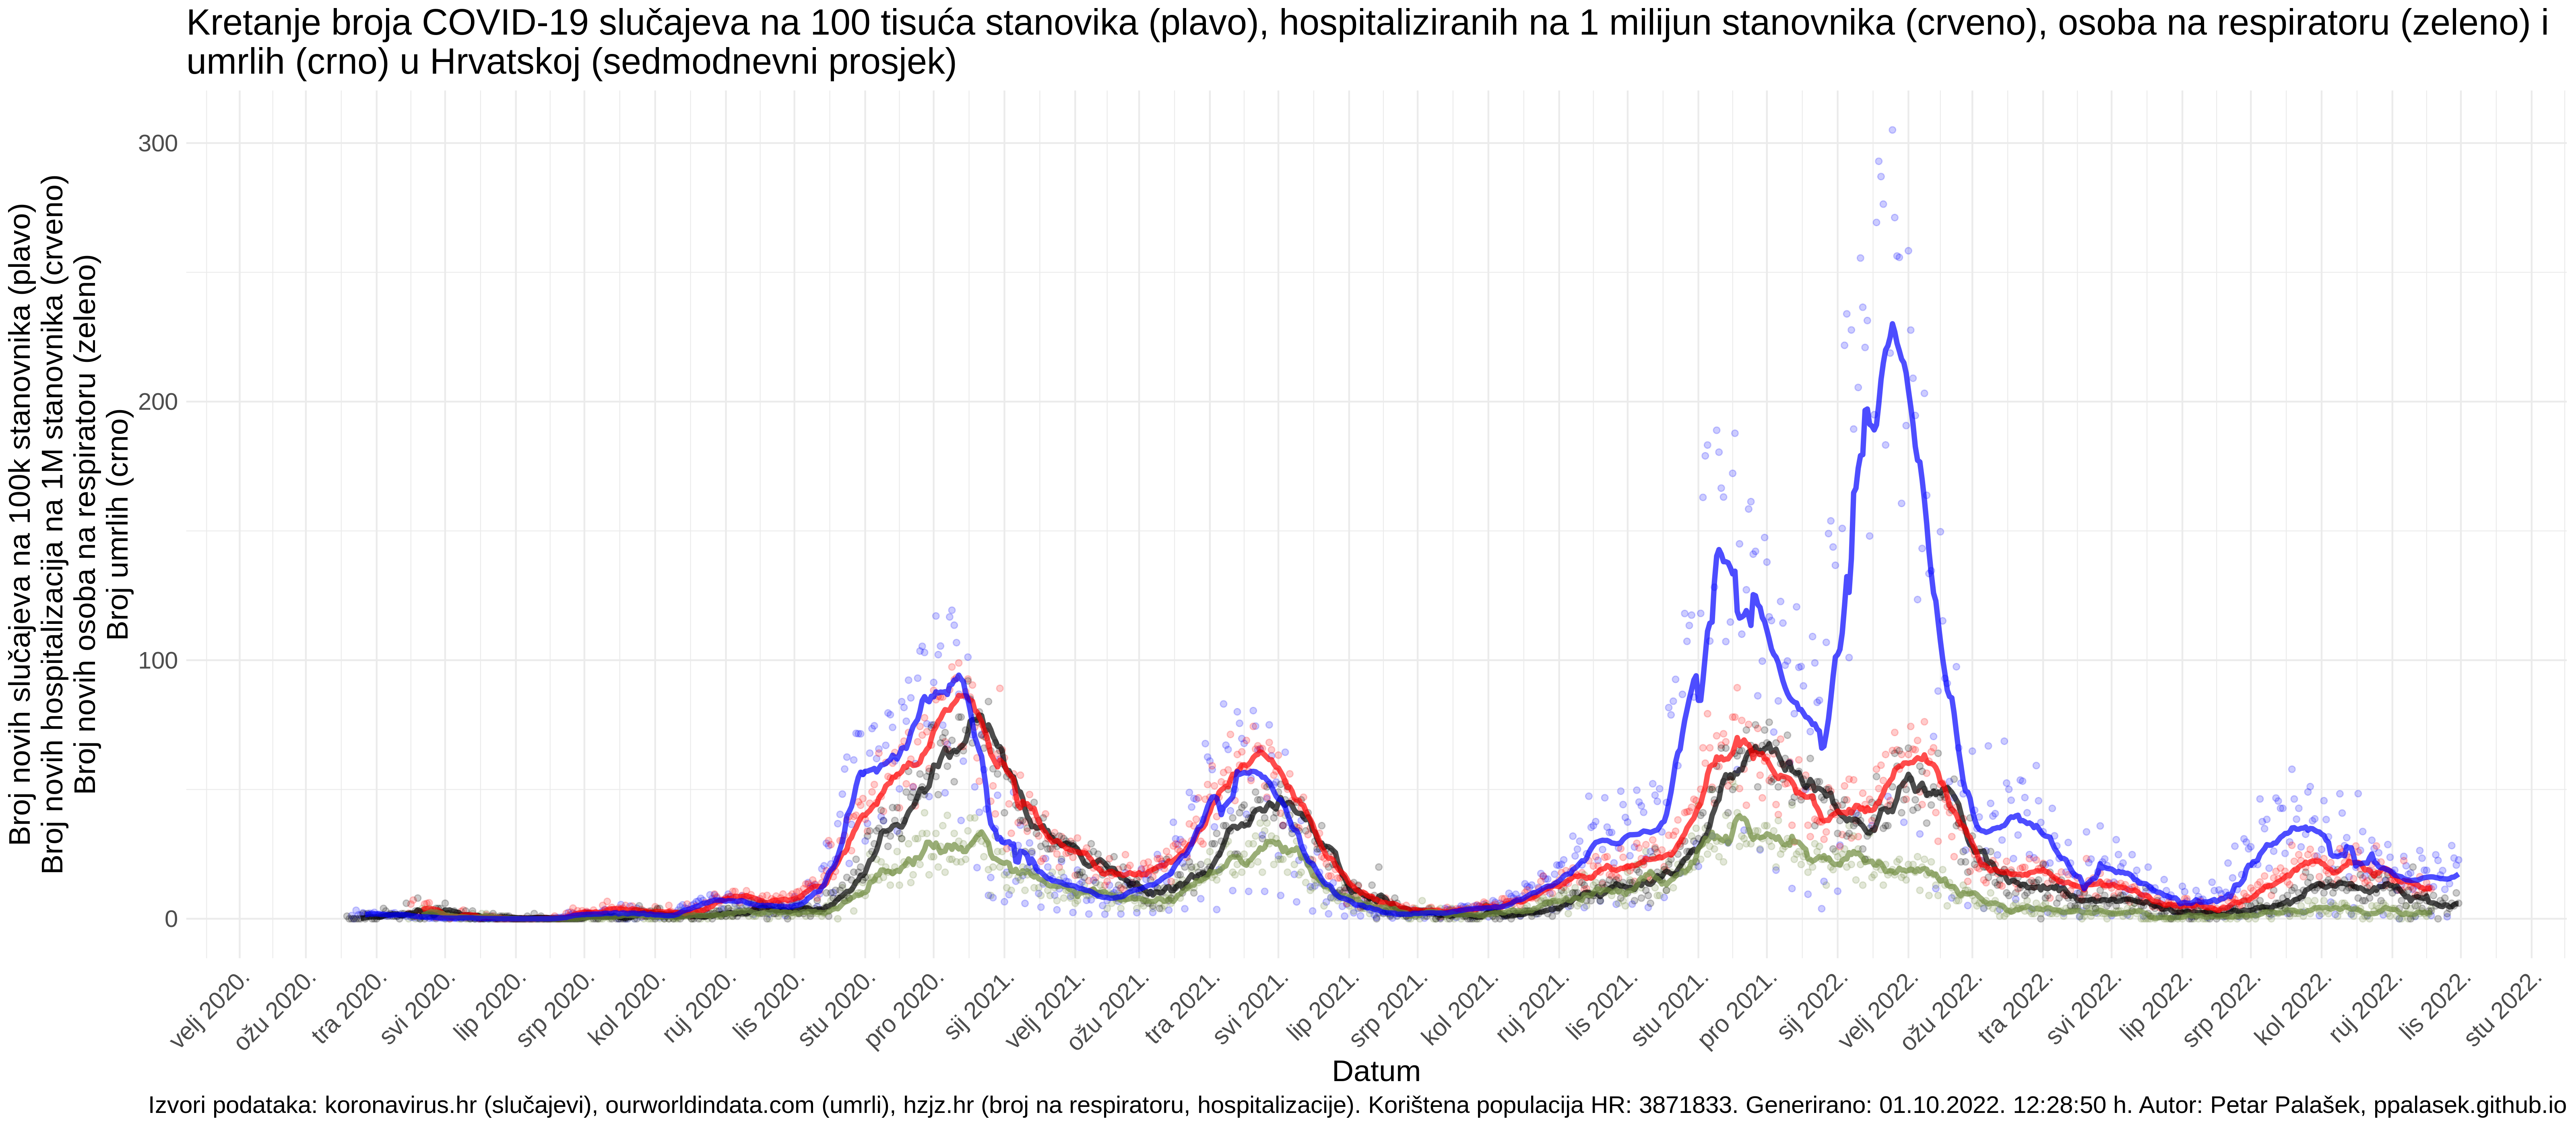 Kretanje broja COVID-19 slučajeva na 100 tisuća stanovika (plavo), hospitaliziranih na 1 milijun stanovnika (crveno), osoba na respiratoru (zeleno) i
umrlih (crno) u Hrvatskoj (sedmodnevni prosjek)
Broj novih slučajeva na 100k stanovnika (plavo)
Broj novih hospitalizacija na 1M stanovnika (crveno)
Broj novih osoba na respiratoru (zeleno)
Broj umrlih (crno)
300
200
100
0
velj 2020.
ožu 2020.
tra 2020.
svi 2020.
lip 2020.
srp 2020.
kol 2020.
ruj 2020.
lis 2020.
stu 2020.
pro 2020.
sij 2021.
velj 2021.
ožu 2021.
tra 2021.
svi 2021.
lip 2021.
srp 2021.
kol 2021.
ruj 2021.
lis 2021.
stu 2021.
pro 2021.
sij 2022.
velj 2022.
ožu 2022.
tra 2022.
svi 2022.
lip 2022.
srp 2022.
kol 2022.
ruj 2022.
lis 2022.
stu 2022.
Datum
Izvori podataka: koronavirus.hr (slučajevi), ourworldindata.com (umrli), hzjz.hr (broj na respiratoru, hospitalizacije). Korištena populacija HR: 3871833. Generirano: 01.10.2022. 12:28:50 h. Autor: Petar Palašek, ppalasek.github.io